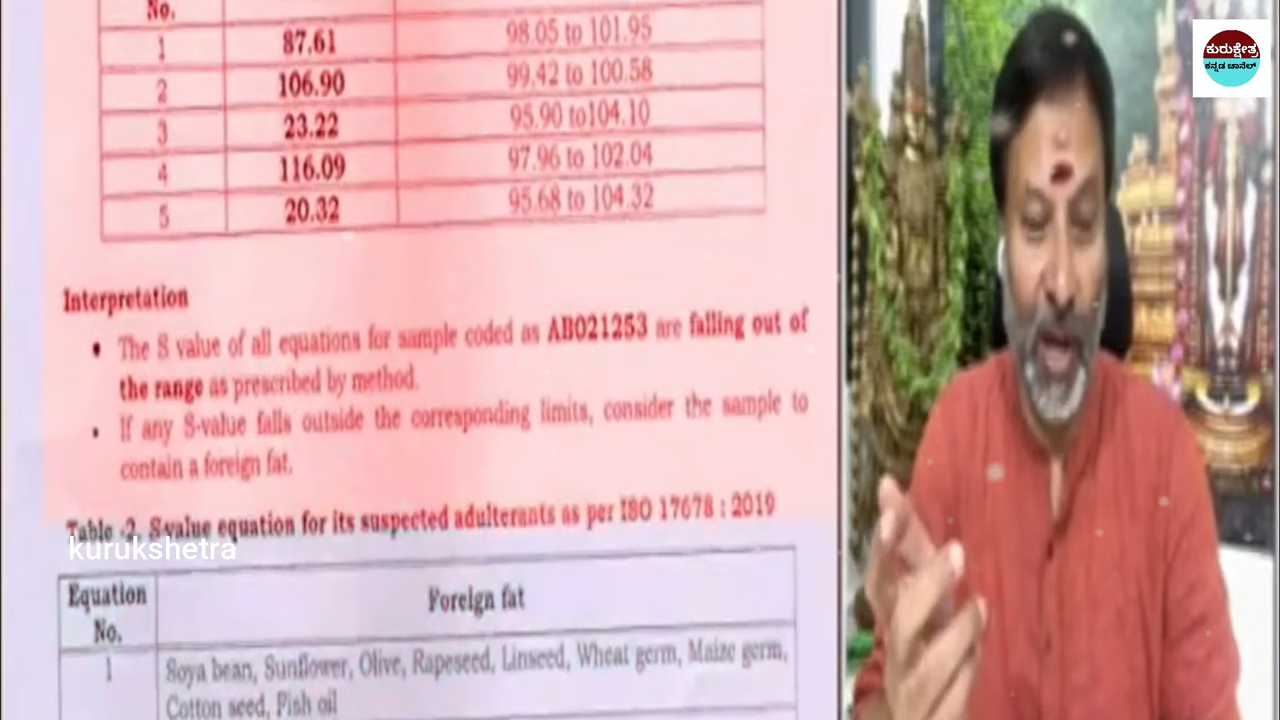 No.
1 87.61 98.05 to 101.95
2 106.90 99.42 to 100.58
3 23.22 95.90 to104.10
4 116.09 97.96 to 102.04
5 20.32 95.68 to 104.32
Interpretation
• The S value of all equations for sample coded as ABO21253 are falling out of
the range as prescribed by method.
• If any S-value falls outside the corresponding limits, consider the sample to
contain a foreign fat.
Table -2 S-value equation for its suspected adulterants as per ISO 17678 : 2019
kurukshetra
Equation
No.
Foreign fat
1 Soya bean, Sunflower, Olive, Rapeseed, Linseed, Wheat germ, Maize germ,
Cotton seed, Fish oil
ಕುರುಕ್ಷೇತ್ರ
ಕನ್ನಡ ಚಾನೆಲ್